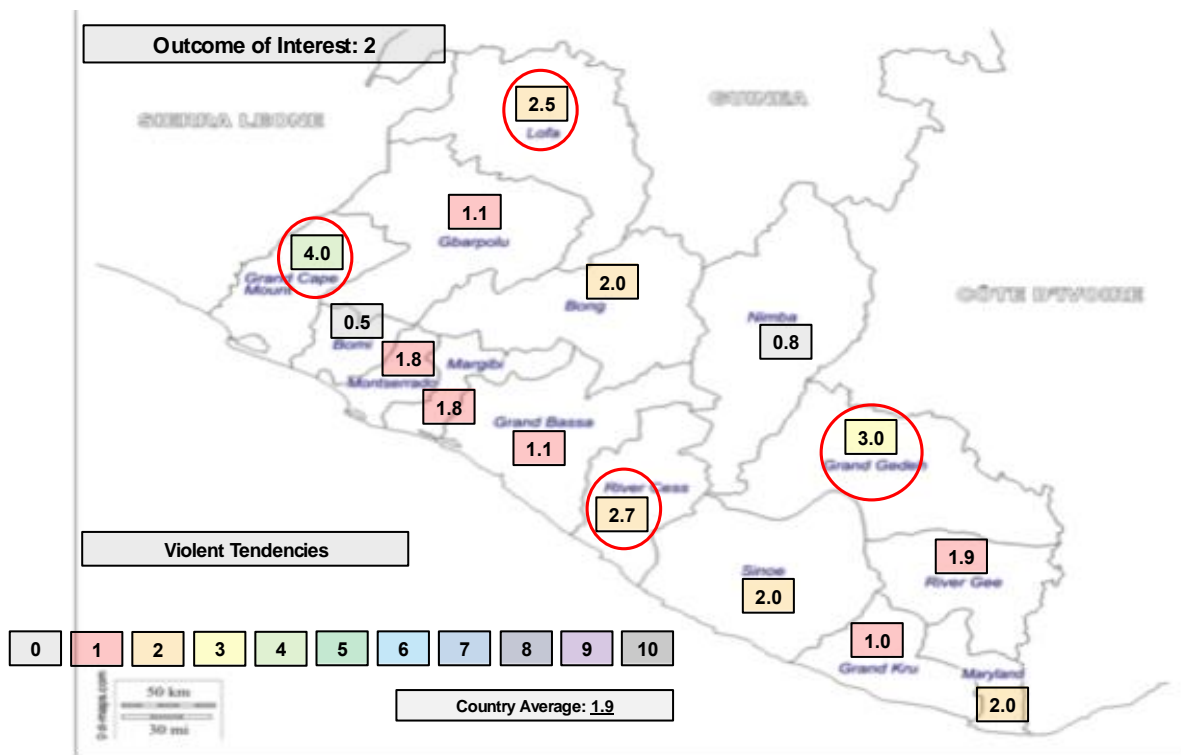 Outcome of Interest: 2
SIERRA LEONE
GUINEA
2.5
Lofa
1.1
Gbarpolu
4.0
Grand Cape
Mount
2.0
Bong
CÔTE D'IVOIRE
0.5
Bomi
Nimba
0.8
1.8
Margibi
Montserrado
1.8
Grand Bassa
1.1
3.0
Grand Gedeh
River Cess
2.7
Violent Tendencies
1.9
River Gee
Sinoe
2.0
0 1 2 3 4 5 6 7 8 9 10
1.0
Grand Kru
Maryland
2.0
50 km
30 mi
© d-maps.com
Country Average: 1.9